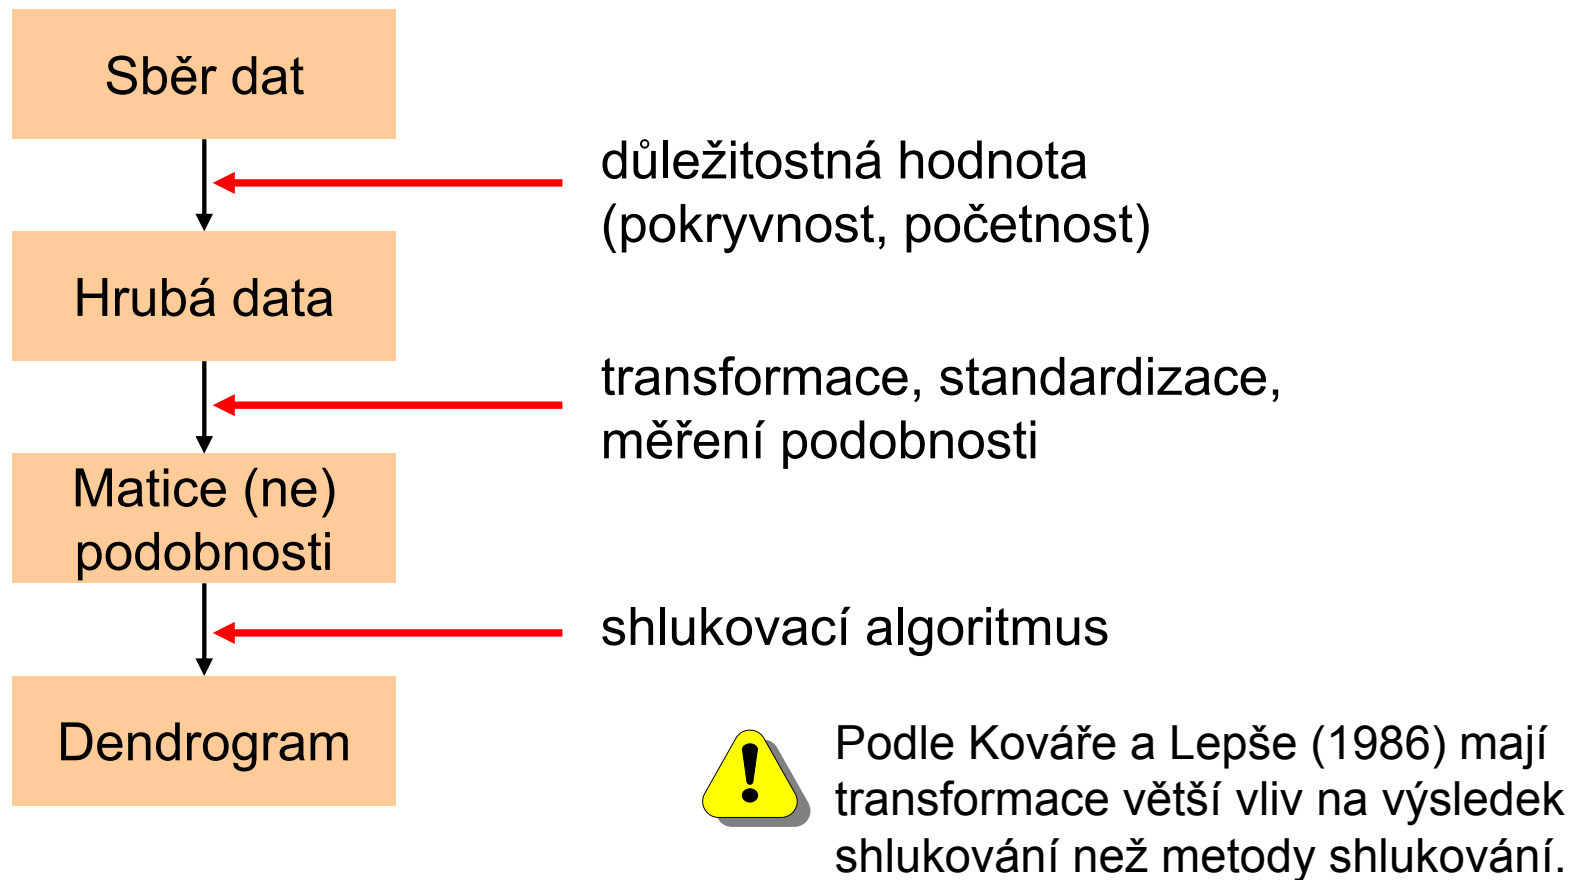 Sběr dat
důležitostná hodnota
(pokryvnost, početnost)
Hrubá data
transformace, standardizace,
měření podobnosti
Matice (ne)
podobnosti
shlukovací algoritmus
Dendrogram
Podle Kováře a Lepše (1986) mají
transformace větší vliv na výsledek
shlukování než metody shlukování.